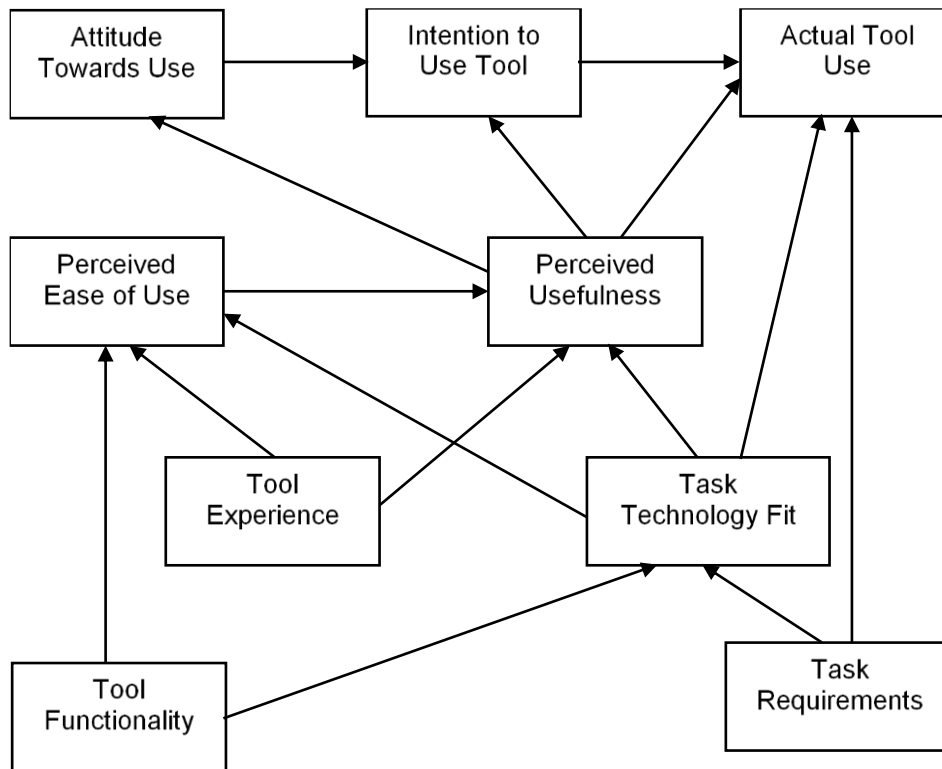 Attitude
Towards Use
Intention to
Use Tool
Actual Tool
Use
Perceived
Ease of Use
Perceived
Usefulness
Tool
Experience
Task
Technology Fit
Tool
Functionality
Task
Requirements